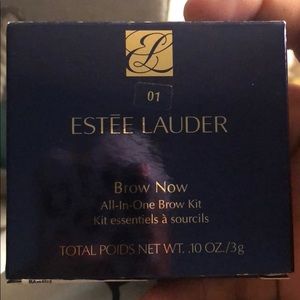 01
ESTĒE LAUDER
Brow Now
All-In-One Brow Kit
Kit essentiels à sourcils
TOTAL POIDS NET WT. .10 OZ./3g